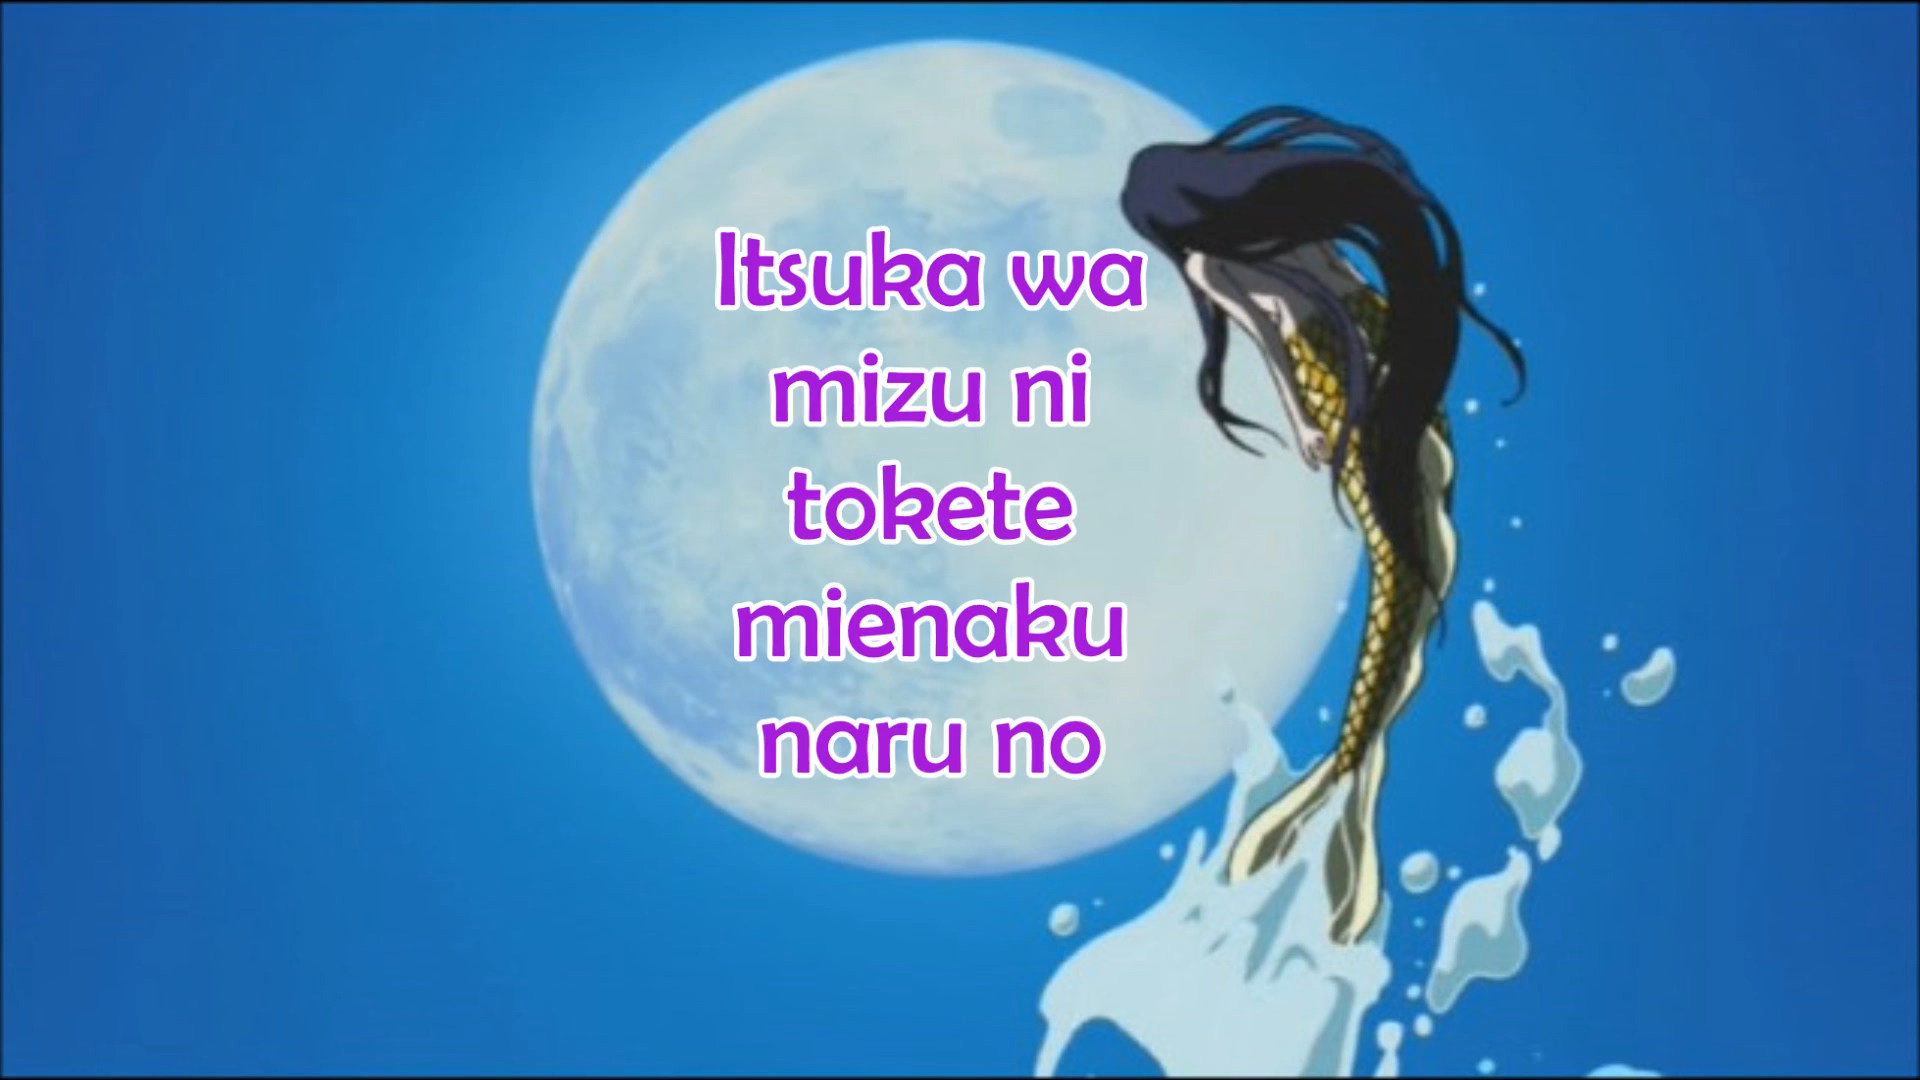 Itsuka wa
mizu ni
tokete
mienaku
naru no